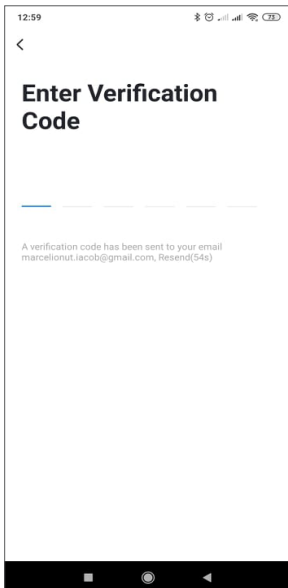 12:59
73
Enter Verification
Code
A verification code has been sent to your email
marcelionut.iacob@gmail.com, Resend(54s)